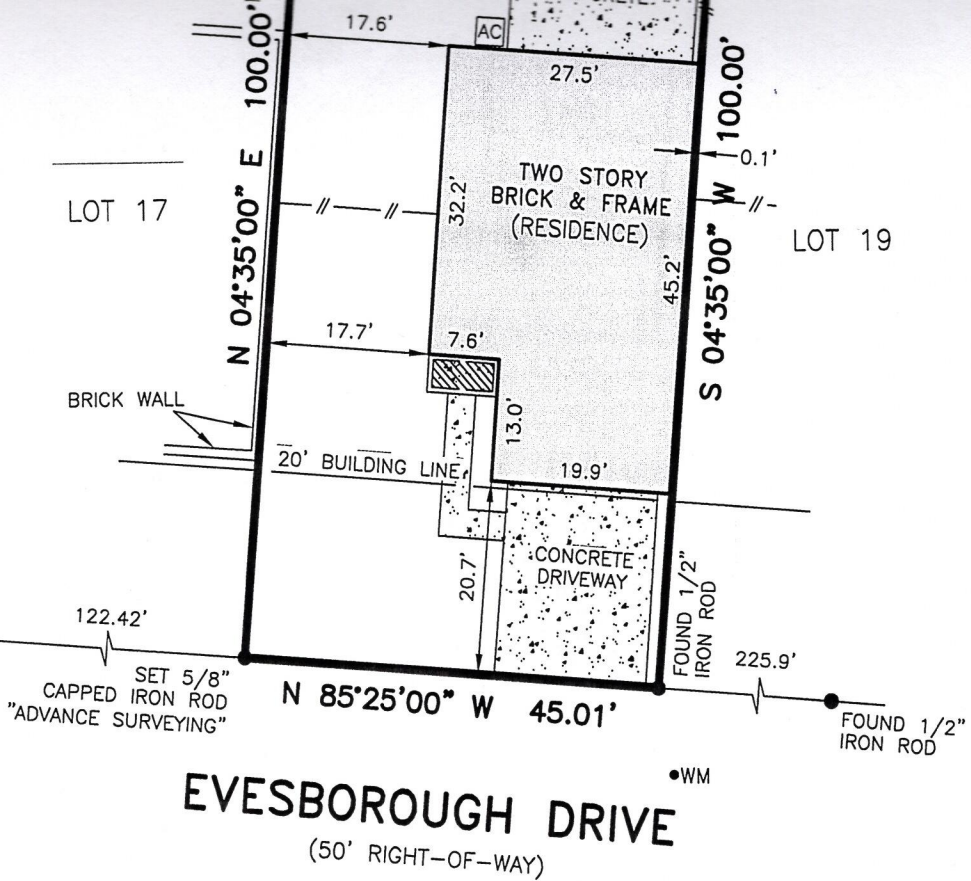 17.6'
AC
27.5'
N 04°35'00" E 100.00'
S 04°35'00" W 100.00'
0.1'
TWO STORY
BRICK & FRAME
(RESIDENCE)
32.2'
45.2'
LOT 17
LOT 19
17.7'
7.6'
BRICK WALL
13.0'
20' BUILDING LINE
19.9'
CONCRETE
DRIVEWAY
20.7'
FOUND 1/2"
IRON ROD
122.42'
225.9'
SET 5/8"
CAPPED IRON ROD
"ADVANCE SURVEYING"
N 85°25'00" W 45.01'
FOUND 1/2"
IRON ROD
WM
EVESBOROUGH DRIVE
(50' RIGHT-OF-WAY)